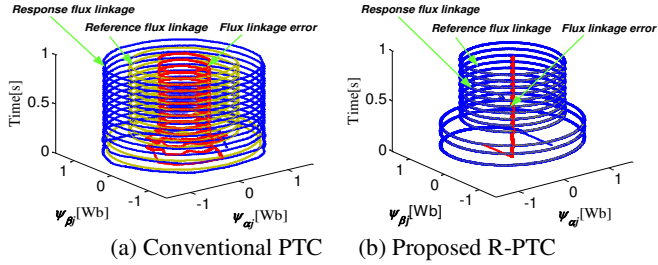 Response flux linkage
Reference flux linkage
Flux linkage error
Time[s]
1
0.5
0
1
0
-1
-1
0
1
ψβj[Wb]
ψαj[Wb]
(a) Conventional PTC
Flux linkage error
Reference flux linkage
Response flux linkage
Time[s]
1
0.5
0
1
0
-1
-1
0
1
ψβj[Wb]
ψαj[Wb]
(b) Proposed R-PTC